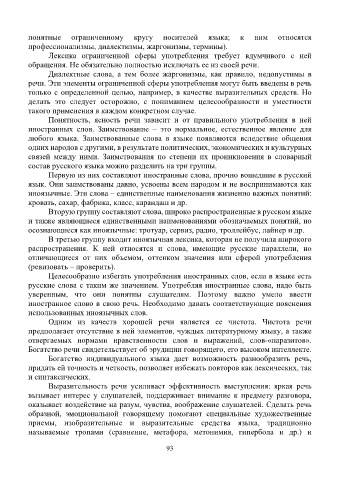 понятные ограниченному кругу носителей языка; к ним относятся
профессионализмы, диалектизмы, жаргонизмы, термины).
Лексика ограниченной сферы употребления требует вдумчивого с ней
обращения. Не обязательно полностью исключать ее из своей речи.
Диалектные слова, а тем более жаргонизмы, как правило, недопустимы в
речи. Эти элементы ограниченной сферы употребления могут быть введены в речь
только с определенной целью, например, в качестве выразительных средств. Но
делать это следует осторожно, с пониманием целесообразности и уместности
такого применения в каждом конкретном случае.
Понятность, ясность речи зависит и от правильного употребления в ней
иностранных слов. Заимствование – это нормальное, естественное явление для
любого языка. Заимствованные слова в языке появляются вследствие общения
одних народов с другими, в результате политических, экономических и культурных
связей между ними. Заимствования по степени их проникновения в словарный
состав русского языка можно разделить на три группы.
Первую из них составляют иностранные слова, прочно вошедшие в русский
язык. Они заимствованы давно, усвоены всем народом и не воспринимаются как
иноязычные. Эти слова – единственные наименования жизненно важных понятий:
кровать, сахар, фабрика, класс, карандаш и др.
Вторую группу составляют слова, широко распространенные в русском языке
и также являющиеся единственными наименованиями обозначаемых понятий, но
осознающиеся как иноязычные: тротуар, сервиз, радио, троллейбус, лайнер и др.
В третью группу входит иноязычная лексика, которая не получила широкого
распространения. К ней относятся и слова, имеющие русские параллели, но
отличающиеся от них объемом, оттенком значения или сферой употребления
(ревизовать – проверить).
Целесообразно избегать употребления иностранных слов, если в языке есть
русские слова с таким же значением. Употребляя иностранные слова, надо быть
уверенным, что они понятны слушателям. Поэтому важно умело ввести
иностранное слово в свою речь. Необходимо давать соответствующие пояснения
использованных иноязычных слов.
Одним из качеств хорошей речи является ее чистота. Чистота речи
предполагает отсутствие в ней элементов, чуждых литературному языку, а также
отвергаемых нормами нравственности слов и выражений, слов-«паразитов».
Богатство речи свидетельствует об эрудиции говорящего, его высоком интеллекте.
Богатство индивидуального языка дает возможность разнообразить речь,
придать ей точность и четкость, позволяет избежать повторов как лексических, так
и синтаксических.
Выразительность речи усиливает эффективность выступления: яркая речь
вызывает интерес у слушателей, поддерживает внимание к предмету разговора,
оказывает воздействие на разум, чувства, воображение слушателей. Сделать речь
образной, эмоциональной говорящему помогают специальные художественные
приемы, изобразительные и выразительные средства языка, традиционно
называемые тропами (сравнение, метафора, метонимия, гипербола и др.) и
93